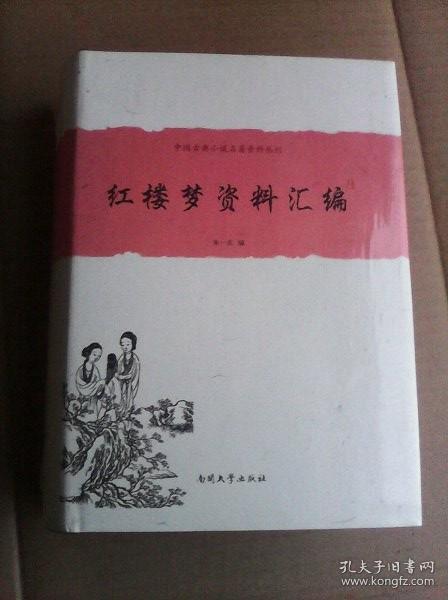 中国古典小说名著资料丛刊
红楼梦资料汇编
朱一玄 编
南开大学出版社
孔夫子旧书网
www.kongfz.com